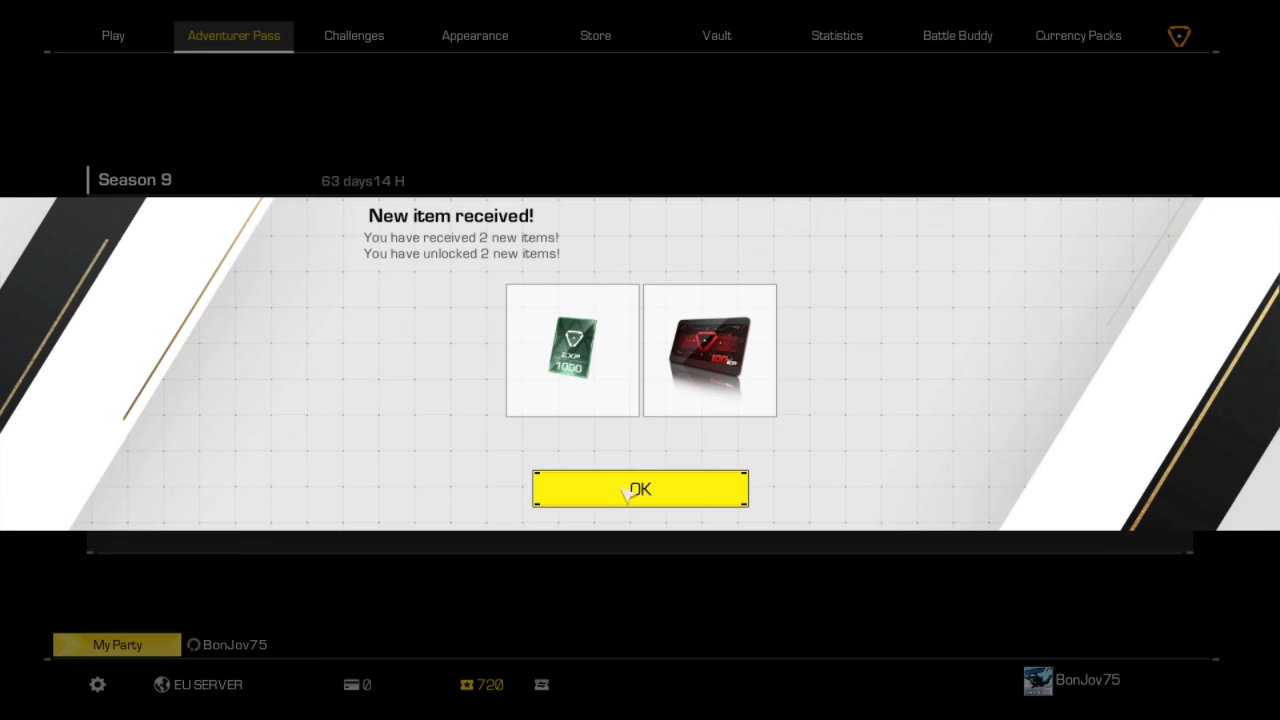 Play Adventurer Pass Challenges Appearance Store Vault Statistics Battle Buddy Currency Packs
Season 9 63 days14 H
New item received!
You have received 2 new items!
You have unlocked 2 new items!
EXP
1000
100%
EXP
OK
My Party BonJov75
EU SERVER 0 720 BonJov75